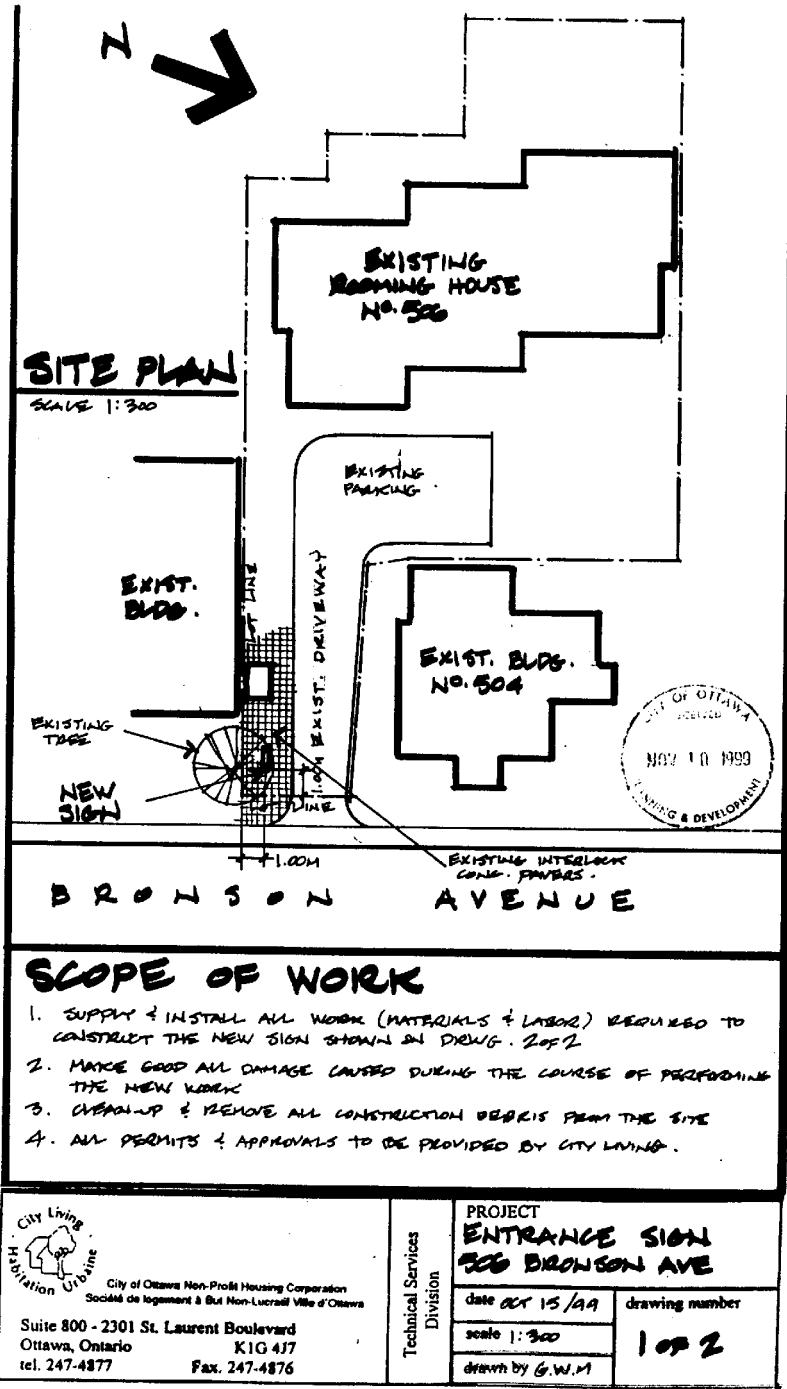 N
EXISTING
ROOMING HOUSE
No. 506
SITE PLAN
SCALE 1:300
EXISTING
PARKING
EXIST.
BLDG.
LOT LINE
EXIST. DRIVEWAY
EXIST. BLDG.
No. 504
EXISTING
TREE
NEW
SIGN
1.00M
LINE
CITY OF OTTAWA
NOV 10 1999
PLANNING & DEVELOPMENT
1.00M
EXISTING INTERLOCK
CONC. PAVERS.
BRONSON AVENUE
SCOPE OF WORK
1. SUPPLY & INSTALL ALL WORK (MATERIALS & LABOR) REQUIRED TO
CONSTRUCT THE NEW SIGN SHOWN ON DRWG. 2 OF 2
2. MAKE GOOD ALL DAMAGE CAUSED DURING THE COURSE OF PERFORMING
THE NEW WORK
3. CLEAN-UP & REMOVE ALL CONSTRUCTION DEBRIS FROM THE SITE
4. ALL PERMITS & APPROVALS TO BE PROVIDED BY CITY LIVING.
City Living
Habitation Urbaine
City of Ottawa Non-Profit Housing Corporation
Société de logement à But Non-Lucratif Ville d'Ottawa
Suite 800 - 2301 St. Laurent Boulevard
Ottawa, Ontario K1G 4J7
tel. 247-4877 Fax. 247-4876
Technical Services
Division
PROJECT
ENTRANCE SIGN
506 BRONSON AVE
date OCT 15/99
scale 1:300
drawn by G.W.M
drawing number
1 OF 2